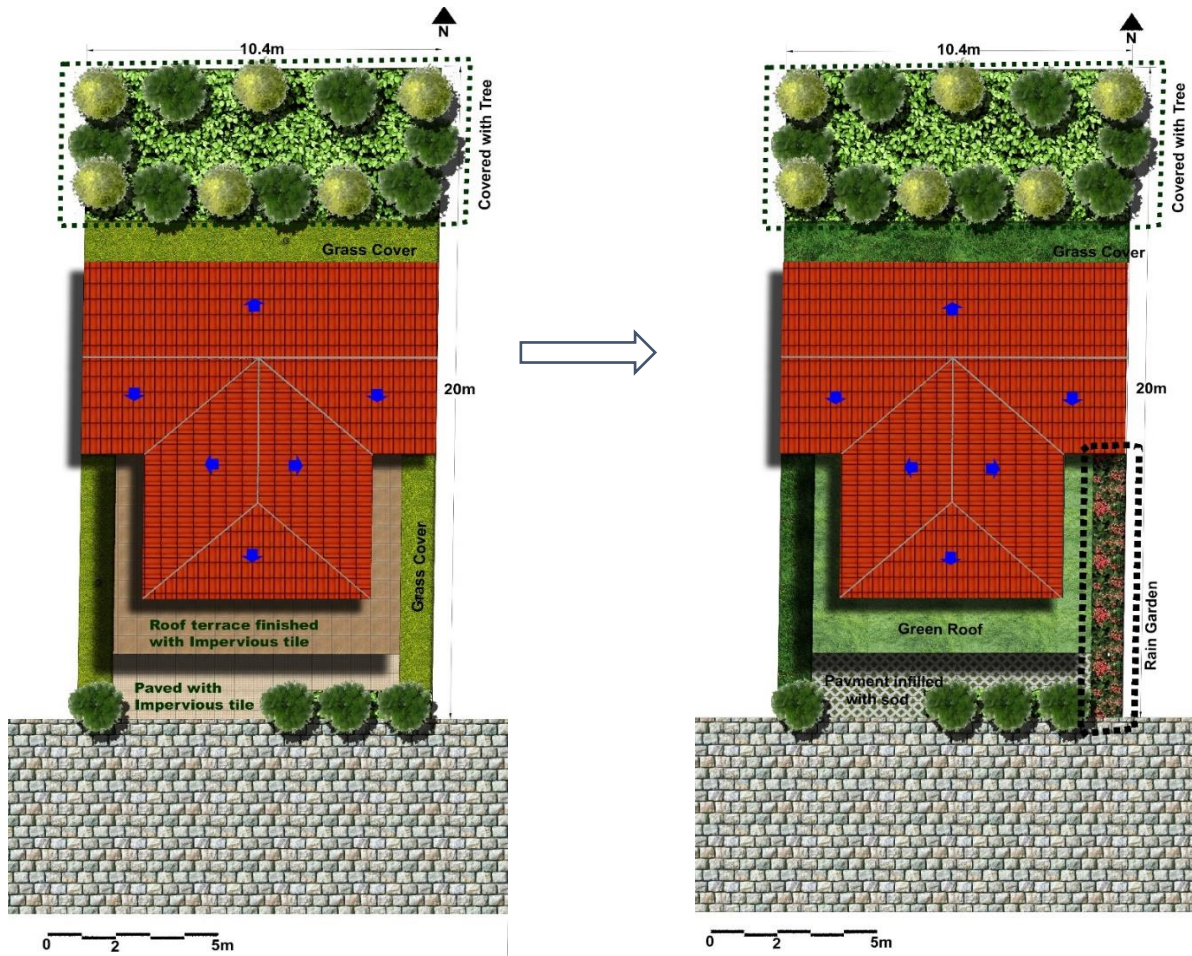 N
10.4m
Covered with Tree
Grass Cover
20m
Grass Cover
Roof terrace finished
with Impervious tile
Paved with
Impervious tile
0 2 5m
N
10.4m
Covered with Tree
Grass Cover
20m
Green Roof
Rain Garden
Pavment infilled
with sod
0 2 5m